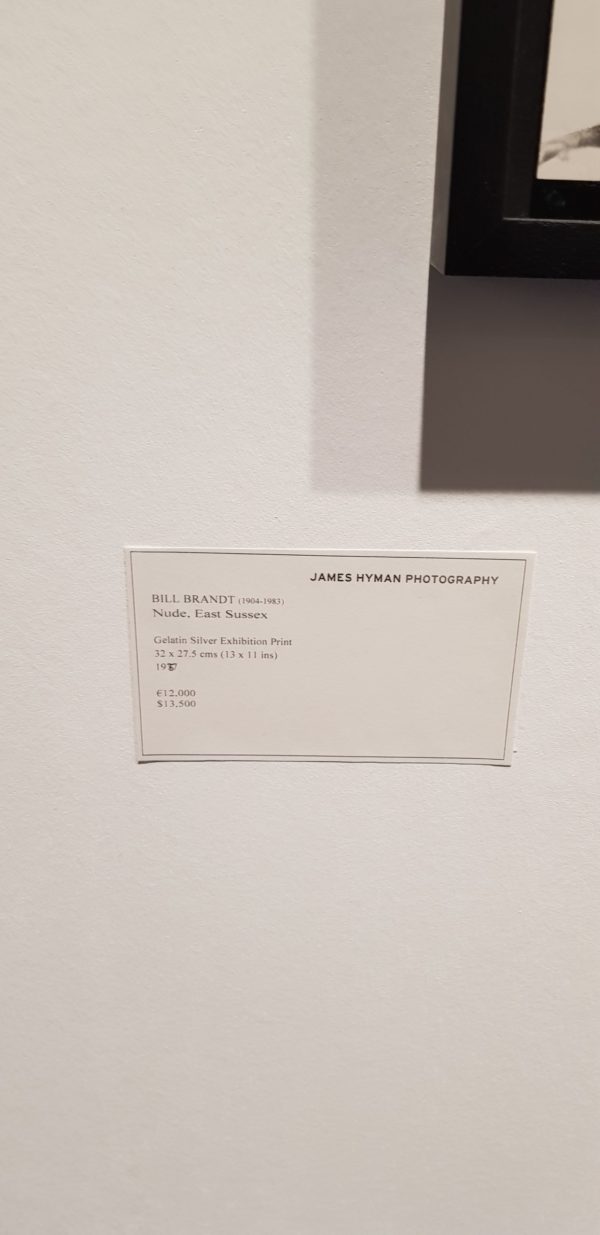 JAMES HYMAN PHOTOGRAPHY
BILL BRANDT (1904-1983)
Nude, East Sussex
Gelatin Silver Exhibition Print
32 x 27.5 cms (13 x 11 ins)
€12,000
$13,500